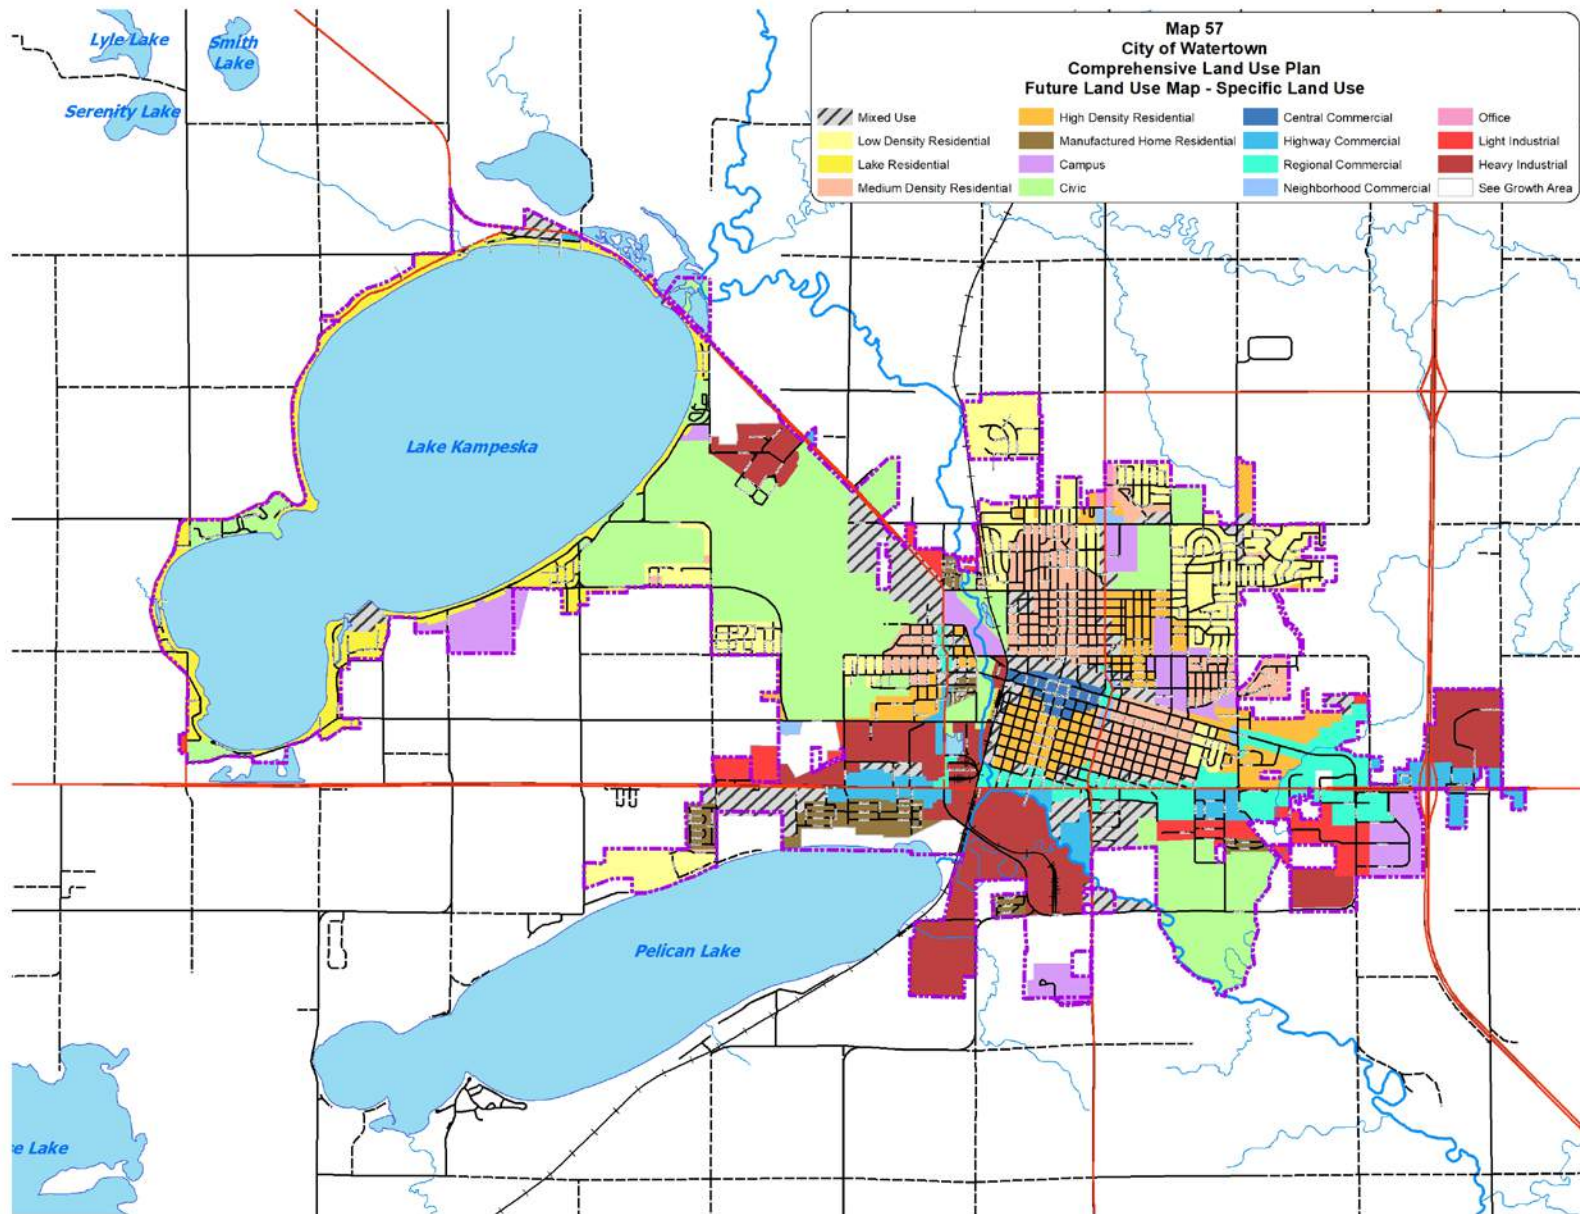 Map 57
City of Watertown
Comprehensive Land Use Plan
Future Land Use Map - Specific Land Use
Mixed Use
High Density Residential
Central Commercial
Office
Low Density Residential
Manufactured Home Residential
Highway Commercial
Light Industrial
Lake Residential
Campus
Regional Commercial
Heavy Industrial
Medium Density Residential
Civic
Neighborhood Commercial
See Growth Area
Lyle Lake
Smith
Lake
Serenity Lake
Lake Kampeska
Pelican Lake
se Lake